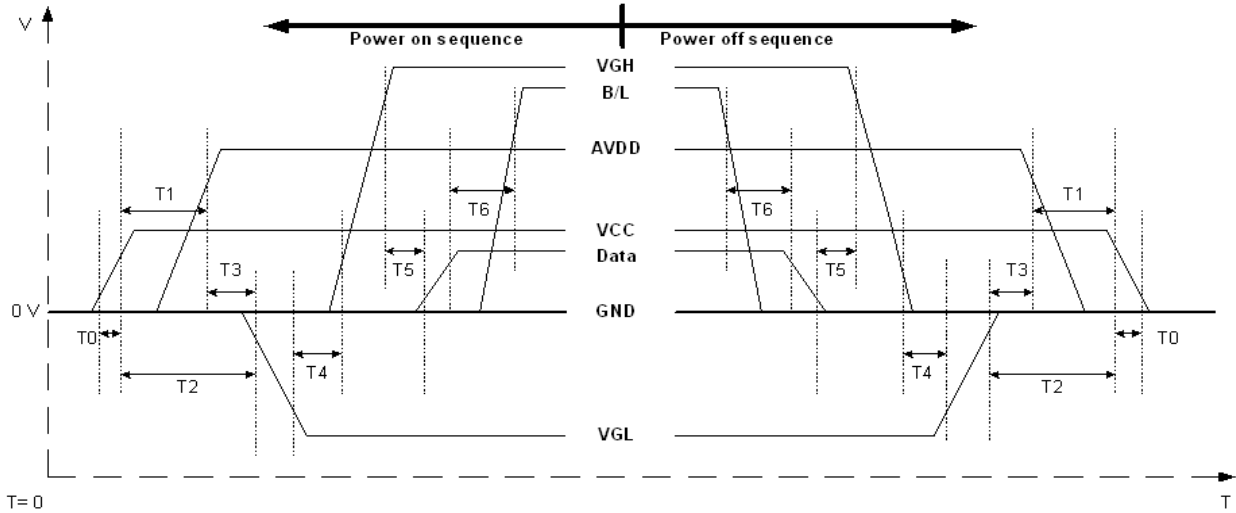 V
Power on sequence
Power off sequence
VGH
B/L
AVDD
T1
T6
T6
T1
VCC
Data
T3
T5
T5
T3
0 V
GND
T0
T4
T2
T4
T2
T0
VGL
T= 0
T